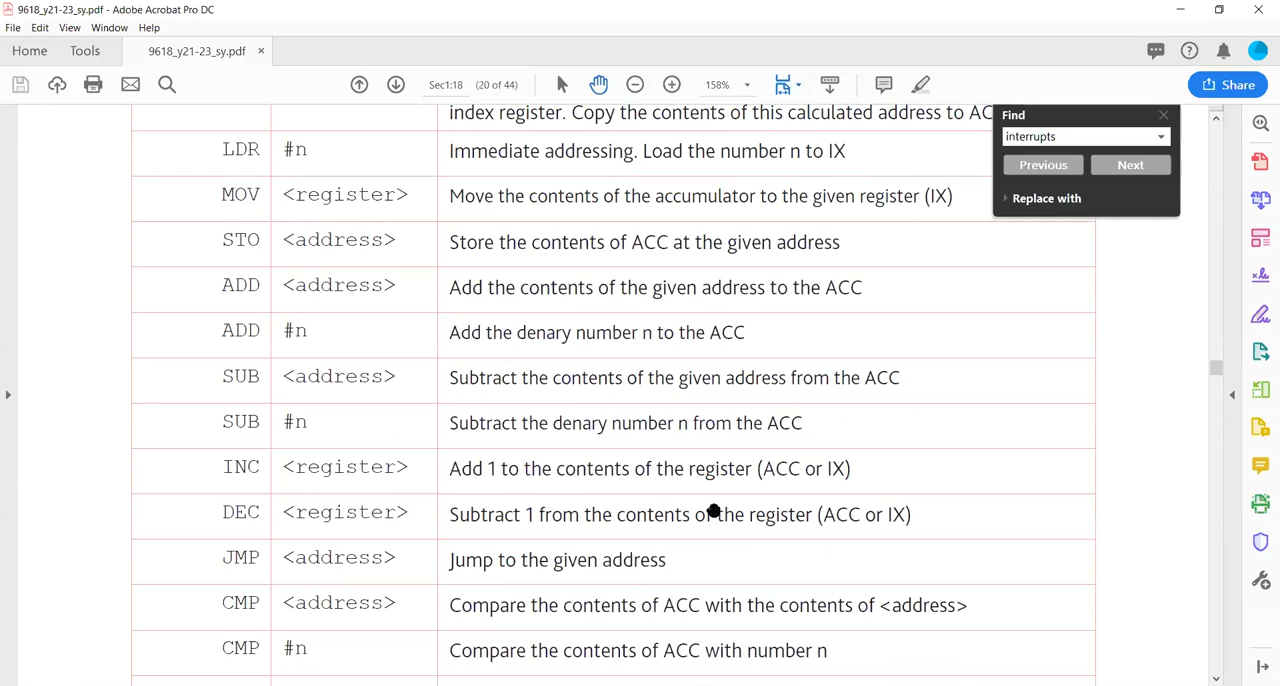 9618_y21-23_sy.pdf - Adobe Acrobat Pro DC
File Edit View Window Help
Home Tools 9618_y21-23_sy.pdf ×
Sec1:18 (20 of 44) 158% Share
Find
interrupts
Previous Next
Replace with
index register. Copy the contents of this calculated address to AC
LDR #n Immediate addressing. Load the number n to IX
MOV <register> Move the contents of the accumulator to the given register (IX)
STO <address> Store the contents of ACC at the given address
ADD <address> Add the contents of the given address to the ACC
ADD #n Add the denary number n to the ACC
SUB <address> Subtract the contents of the given address from the ACC
SUB #n Subtract the denary number n from the ACC
INC <register> Add 1 to the contents of the register (ACC or IX)
DEC <register> Subtract 1 from the contents of the register (ACC or IX)
JMP <address> Jump to the given address
CMP <address> Compare the contents of ACC with the contents of <address>
CMP #n Compare the contents of ACC with number n